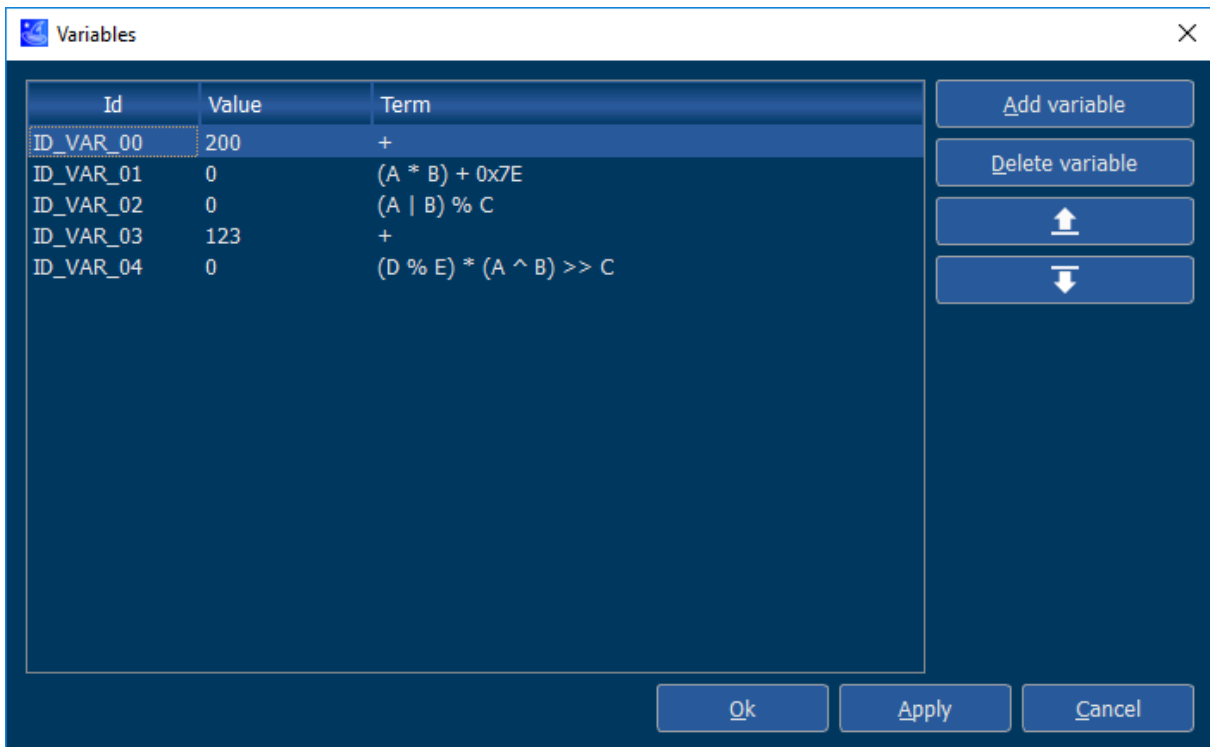 Variables
Id Value Term
ID_VAR_00 200 +
ID_VAR_01 0 (A * B) + 0x7E
ID_VAR_02 0 (A | B) % C
ID_VAR_03 123 +
ID_VAR_04 0 (D % E) * (A ^ B) >> C
Add variable
Delete variable
Ok Apply Cancel